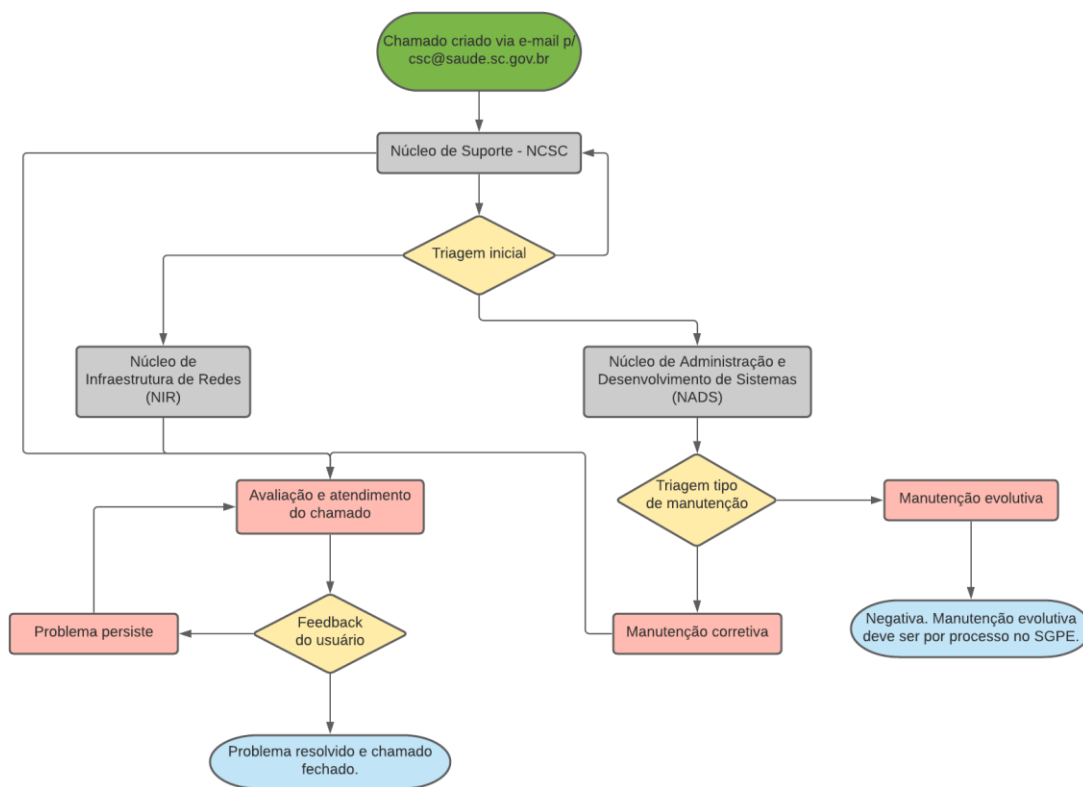 Chamado criado via e-mail p/
csc@saude.sc.gov.br
Núcleo de Suporte - NCSC
Triagem inicial
Núcleo de
Infraestrutura de Redes
(NIR)
Núcleo de Administração e
Desenvolvimento de Sistemas
(NADS)
Avaliação e atendimento
do chamado
Triagem tipo
de manutenção
Manutenção evolutiva
Problema persiste
Feedback
do usuário
Manutenção corretiva
Negativa. Manutenção evolutiva
deve ser por processo no SGPE.
Problema resolvido e chamado
fechado.